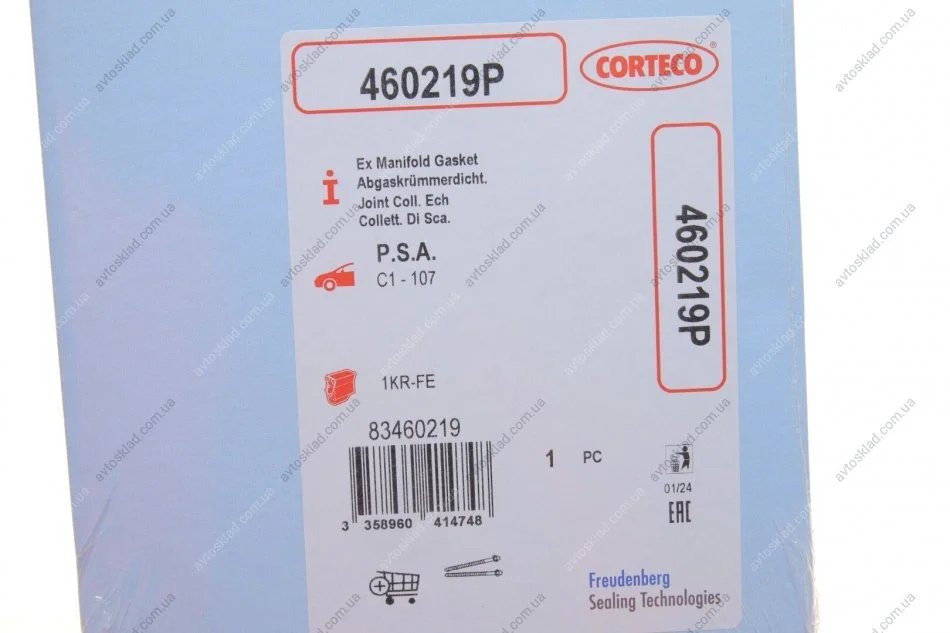 460219P
CORTECO®
Ex Manifold Gasket
Abgaskrümmerdicht.
Joint Coll. Ech
Collett. Di Sca.
P.S.A.
C1 - 107
460219P
1KR-FE
83460219
1 PC
3 358960 414748
01/24
EAC
Freudenberg
Sealing Technologies
avtosklad.com.ua